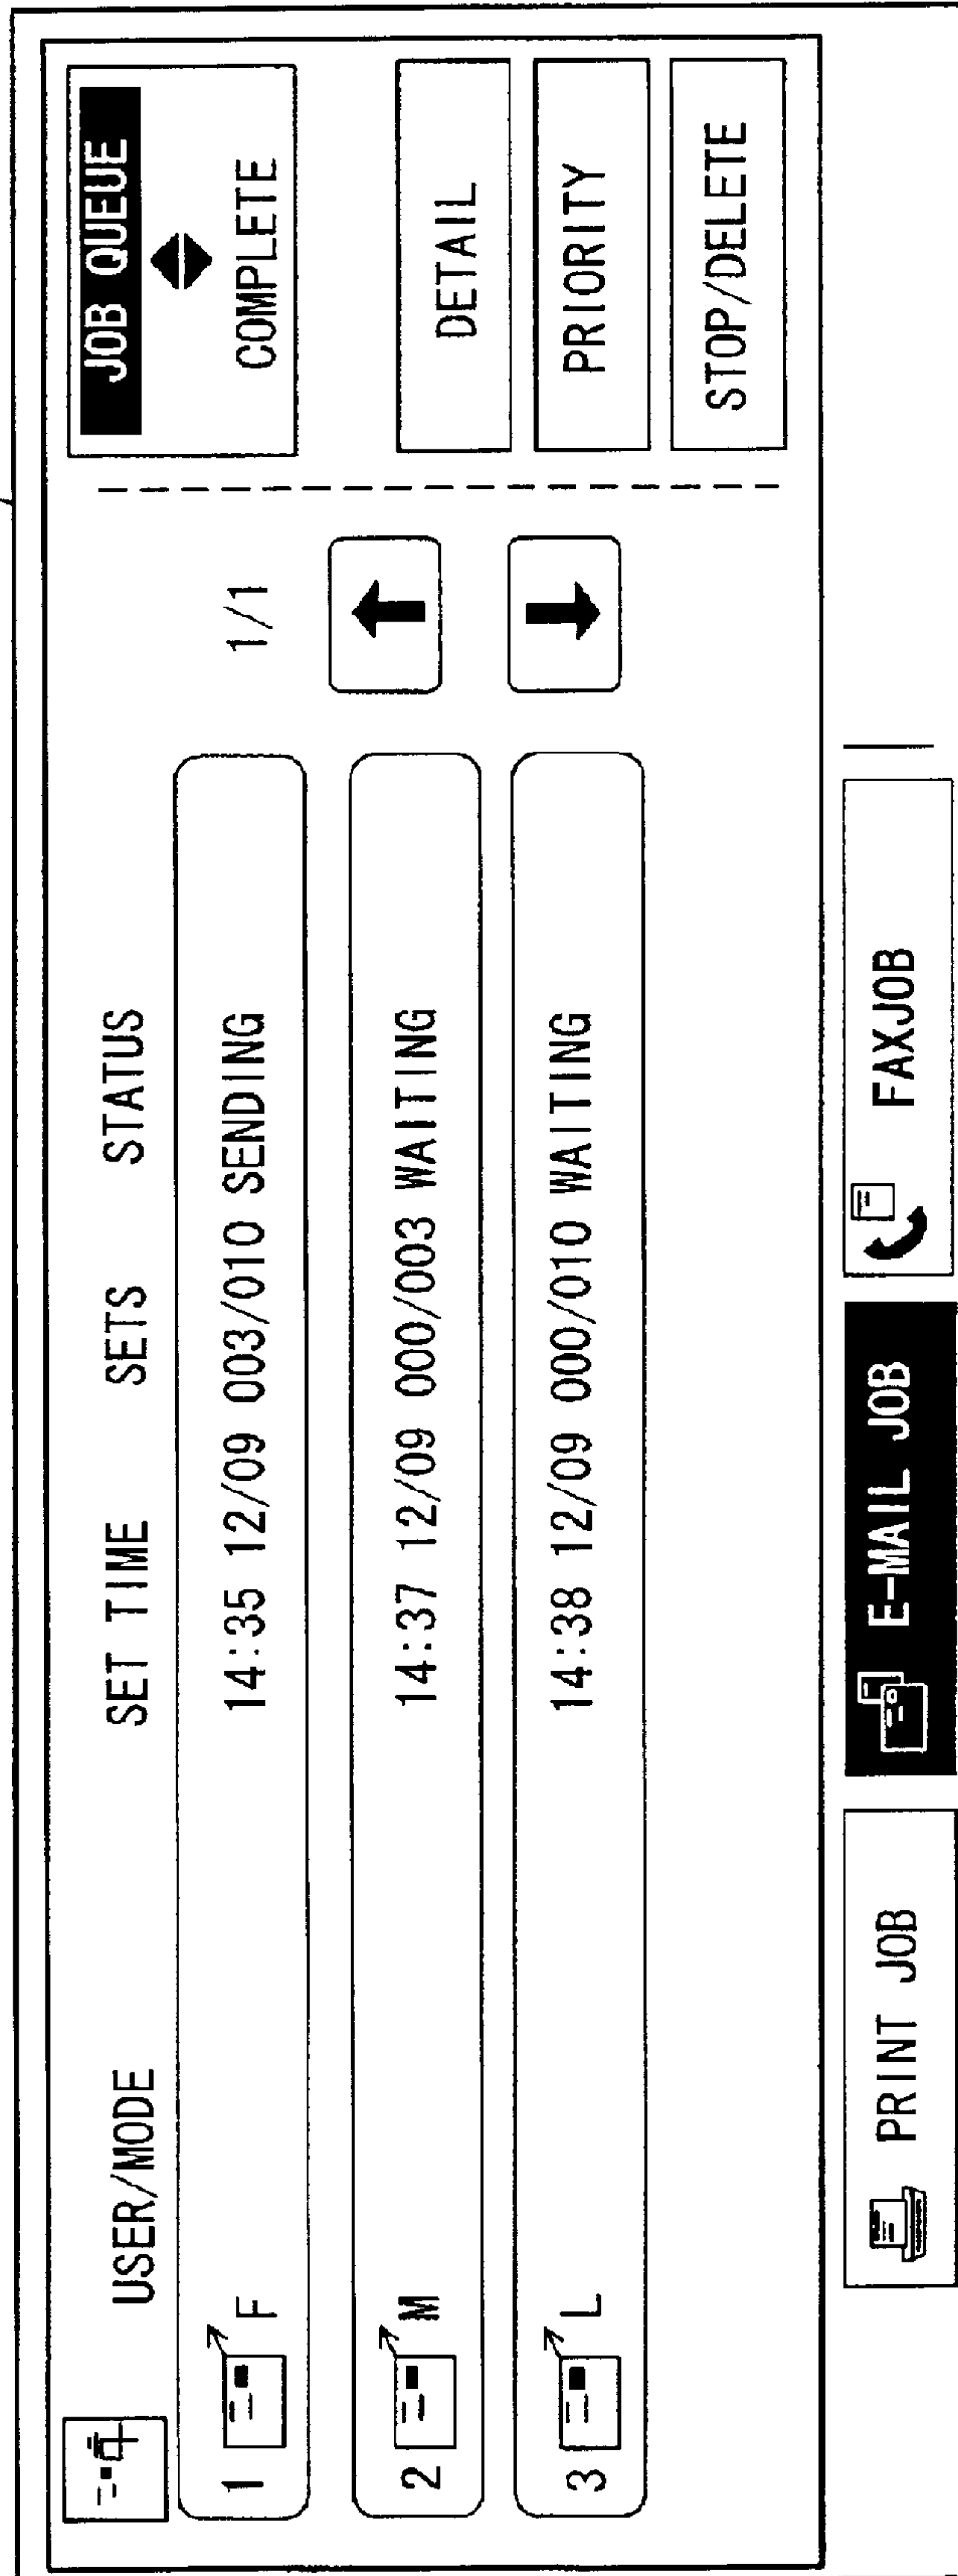 USER/MODE SET TIME SETS STATUS
JOB QUEUE
COMPLETE
1 F 14:35 12/09 003/010 SENDING
1/1
2 M 14:37 12/09 000/003 WAITING
DETAIL
3 L 14:38 12/09 000/010 WAITING
PRIORITY
STOP/DELETE
PRINT JOB
E-MAIL JOB
FAXJOB